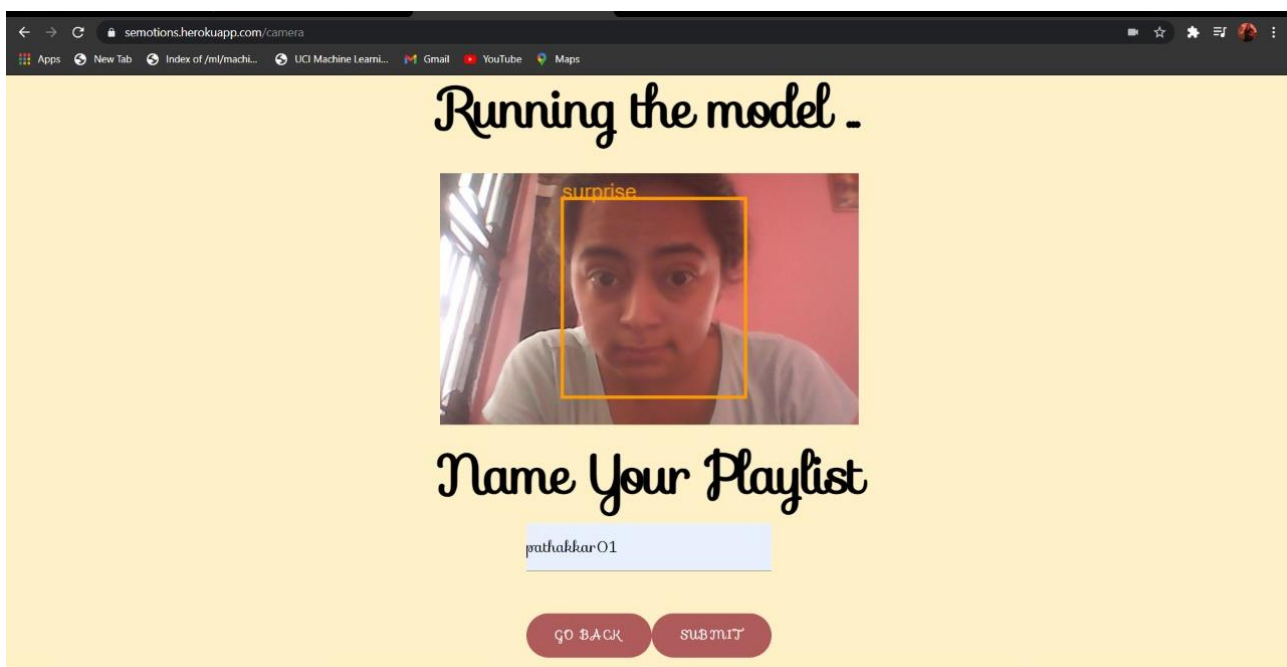 semotions.herokuapp.com/camera
Apps New Tab Index of /ml/machi... UCI Machine Learni... Gmail YouTube Maps
Running the model ..
surprise
Name Your Playlist
pathakkar01
GO BACK SUBMIT